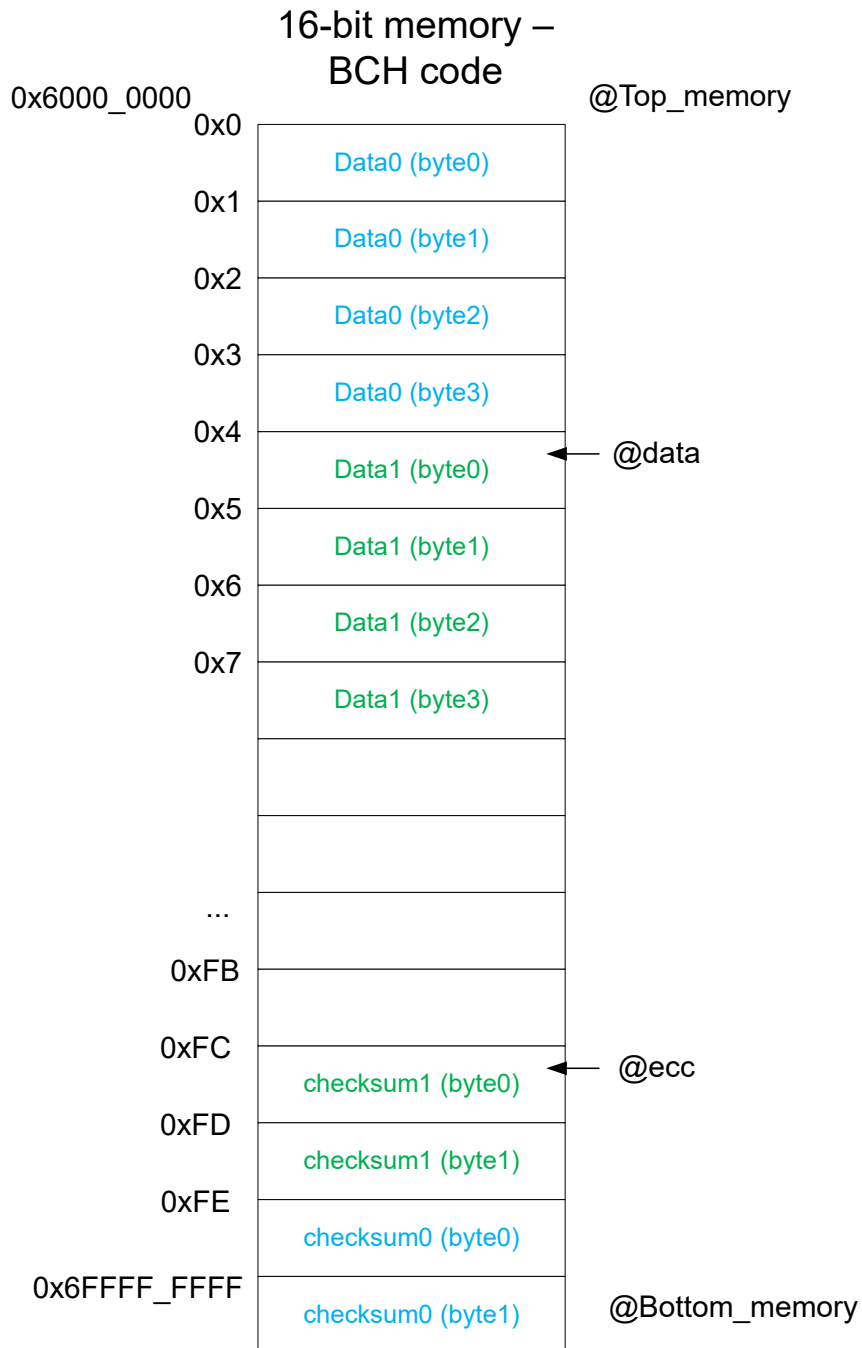 16-bit memory –
BCH code
0x6000_0000
@Top_memory
0x0
Data0 (byte0)
0x1
Data0 (byte1)
0x2
Data0 (byte2)
0x3
Data0 (byte3)
0x4
@data
Data1 (byte0)
0x5
Data1 (byte1)
0x6
Data1 (byte2)
0x7
Data1 (byte3)
...
0xFB
0xFC
@ecc
checksum1 (byte0)
0xFD
checksum1 (byte1)
0xFE
checksum0 (byte0)
0x6FFFF_FFFF
checksum0 (byte1)
@Bottom_memory